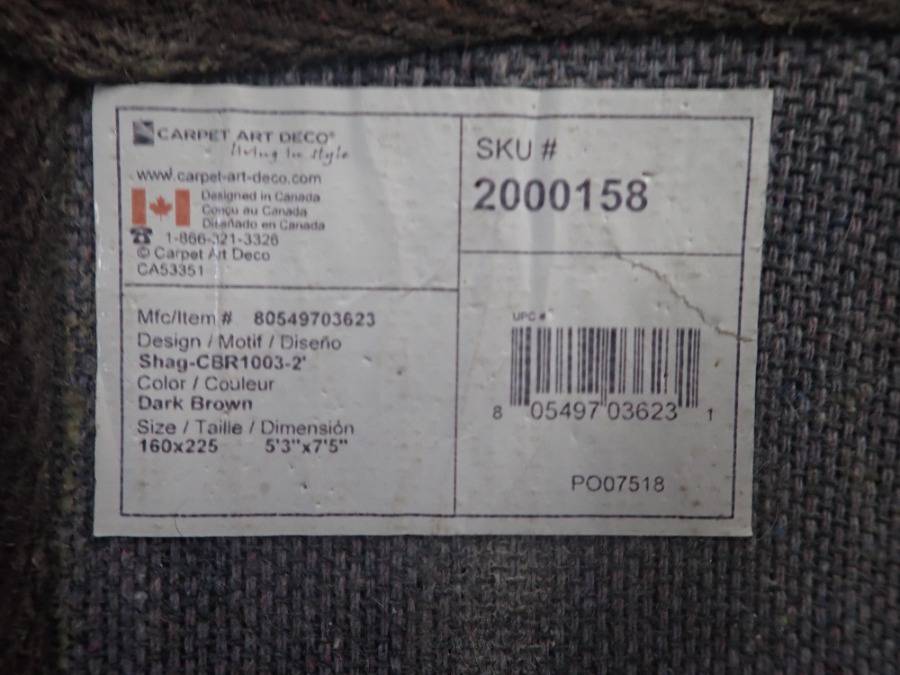 CARPET ART DECO®
living in style
www.carpet-art-deco.com
Designed in Canada
Conçu au Canada
Diseñado en Canada
1-866-321-3326
© Carpet Art Deco
CA53351
Mfc/Item # 80549703623
Design / Motif / Diseño
Shag-CBR1003-2'
Color / Couleur
Dark Brown
Size / Taille / Dimensión
160x225 5'3"x7'5"
SKU #
2000158
UPC #
8 05497 03623 1
PO07518